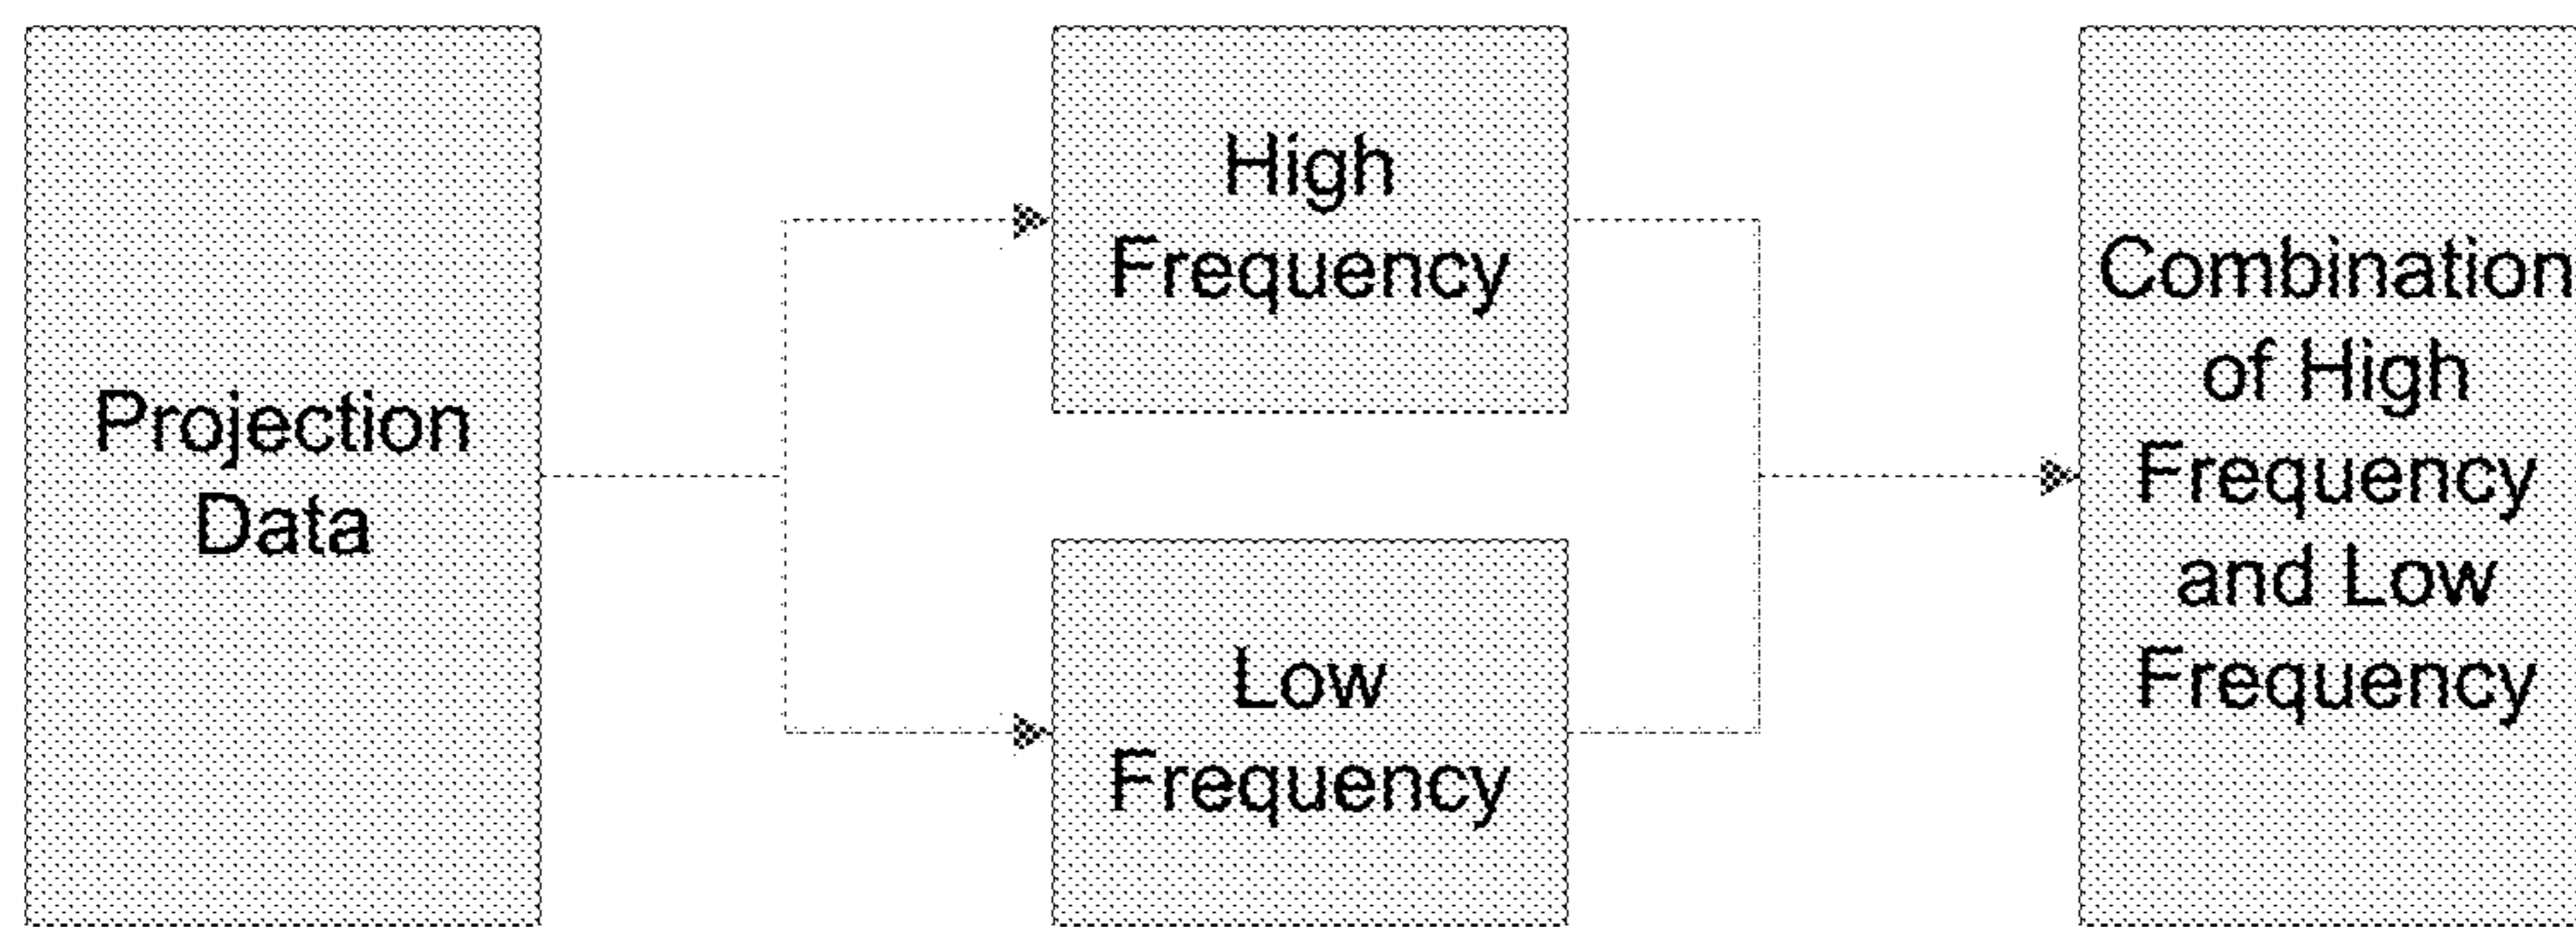 Projection
Data
High
Frequency
Low
Frequency
Combination
of High
Frequency
and Low
Frequency